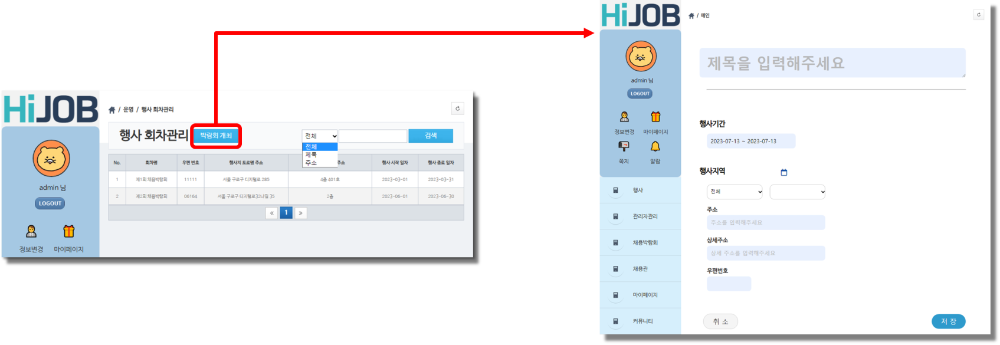 HiJOB
/ 운영 / 행사 회차관리
admin 님
LOGOUT
정보변경 마이페이지
행사 회차관리 박람회 개최 전체 검색
전체
제목
주소
No. 회차명 우편 번호 행사지 도로명 주소 주소 행사 시작 일자 행사 종료 일자
1 제1회 채용박람회 11111 서울 구로구 디지털로 285 4층 401호 2023-03-01 2023-03-31
2 제2회 채용박람회 06164 서울 구로구 디지털로32나길 35 2층 2023-06-01 2023-06-30
« 1 »
HiJOB
/ 메인
admin 님
LOGOUT
정보변경 마이페이지
쪽지 알람
행사
관리자관리
채용박람회
채용관
마이페이지
커뮤니티
제목을 입력해주세요
행사기간
2023-07-13 ~ 2023-07-13
행사지역
전체
주소
주소를 입력해주세요
상세주소
상세 주소를 입력해주세요
우편번호
취 소 저 장